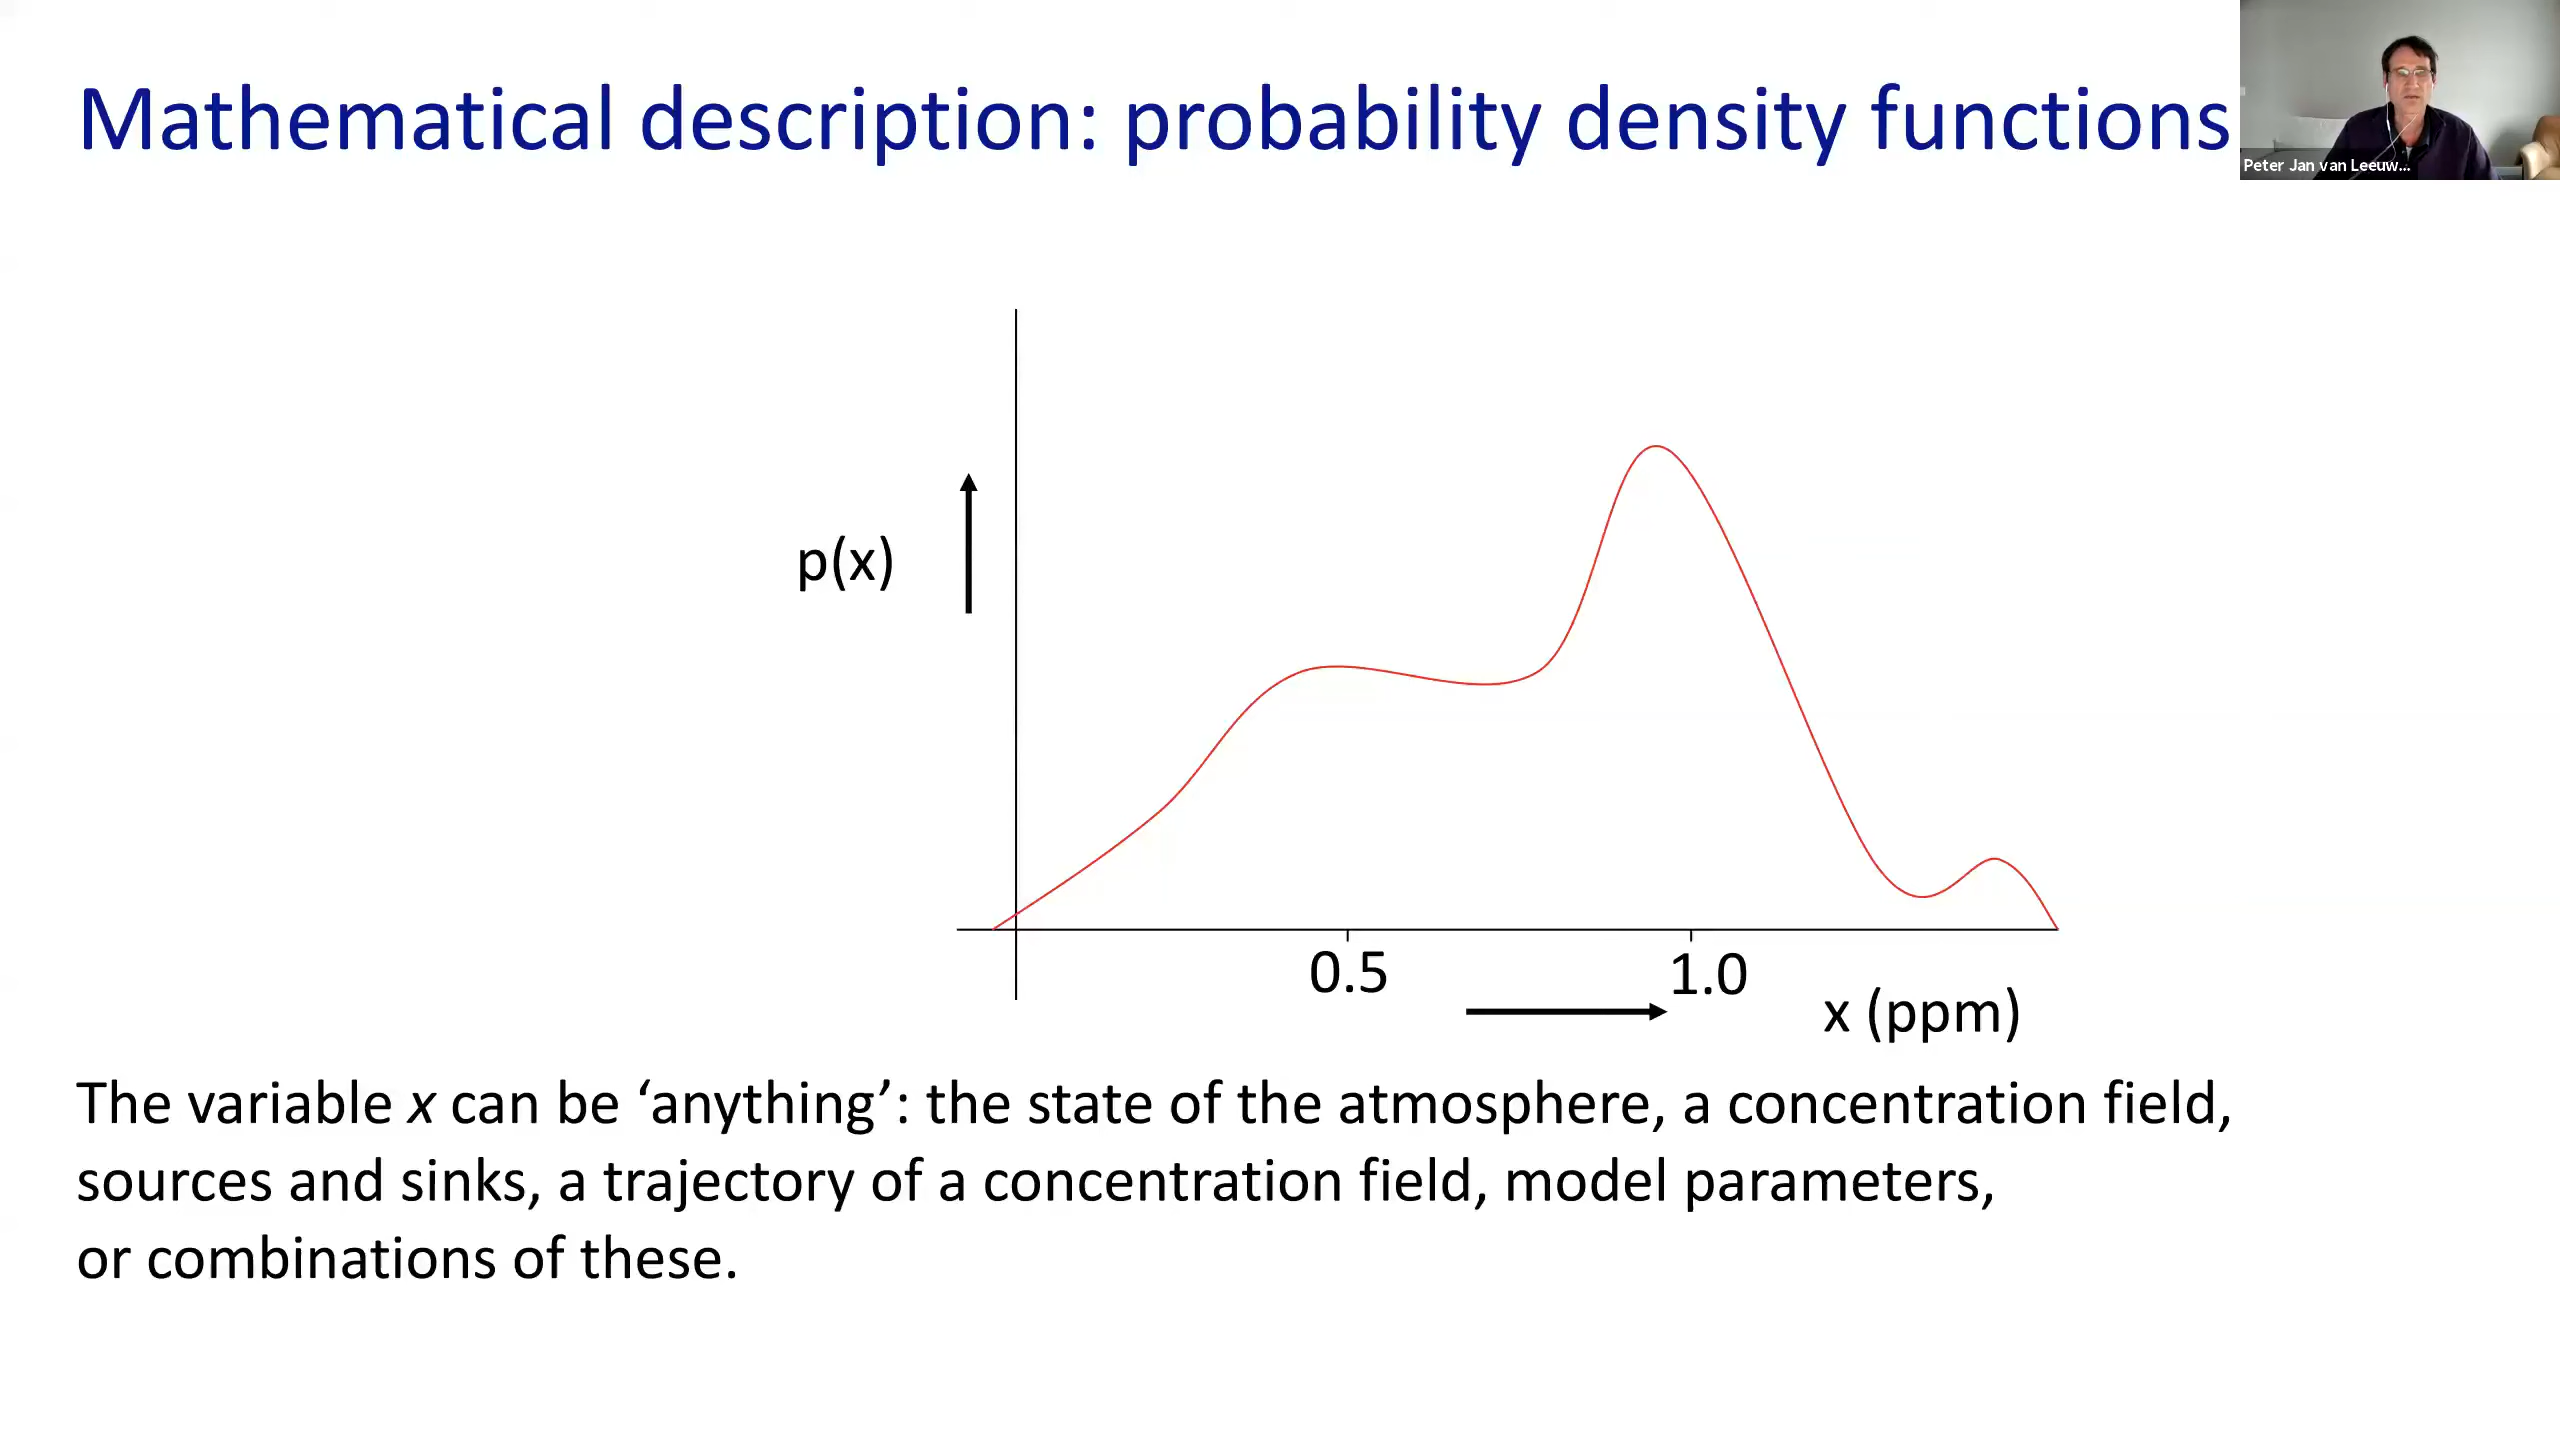 Mathematical description: probability density functions
Peter Jan van Leeuw...
p(x)
0.5
1.0
x (ppm)
The variable x can be ‘anything’: the state of the atmosphere, a concentration field,
sources and sinks, a trajectory of a concentration field, model parameters,
or combinations of these.